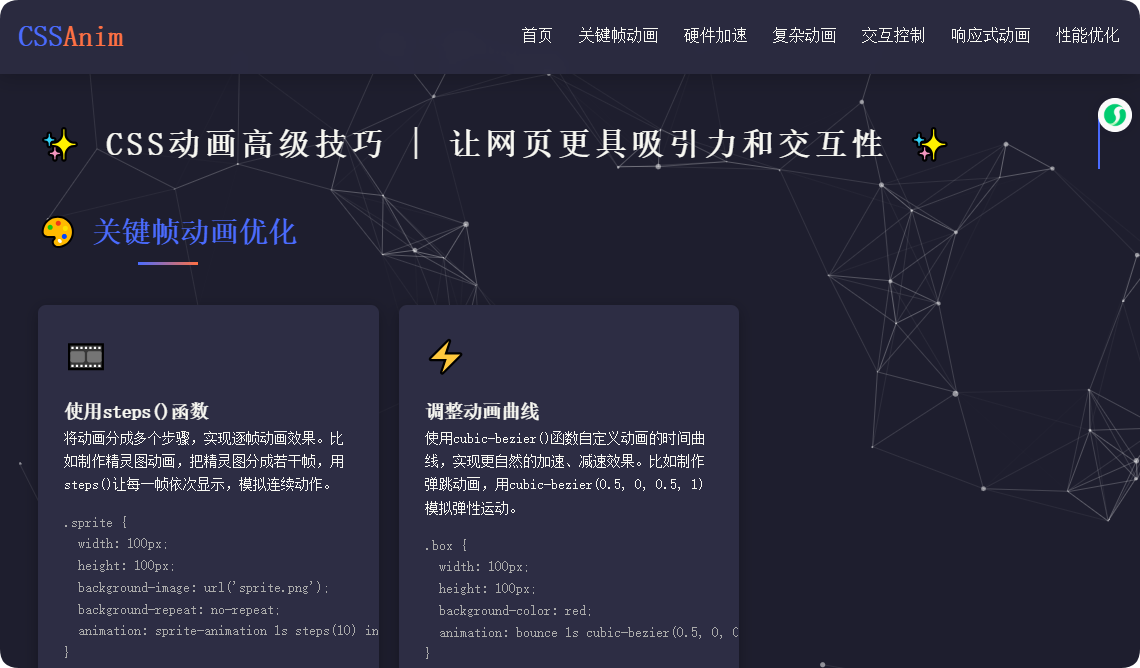 CSSAnim
首页 关键帧动画 硬件加速 复杂动画 交互控制 响应式动画 性能优化
✨ CSS动画高级技巧 | 让网页更具吸引力和交互性 ✨
🎨 关键帧动画优化
🎞️
使用steps()函数
将动画分成多个步骤，实现逐帧动画效果。比
如制作精灵图动画，把精灵图分成若干帧，用
steps()让每一帧依次显示，模拟连续动作。
.sprite {
  width: 100px;
  height: 100px;
  background-image: url('sprite.png');
  background-repeat: no-repeat;
  animation: sprite-animation 1s steps(10) in
}
⚡
调整动画曲线
使用cubic-bezier()函数自定义动画的时间曲
线，实现更自然的加速、减速效果。比如制作
弹跳动画，用cubic-bezier(0.5, 0, 0.5, 1)
模拟弹性运动。
.box {
  width: 100px;
  height: 100px;
  background-color: red;
  animation: bounce 1s cubic-bezier(0.5, 0, 0
}